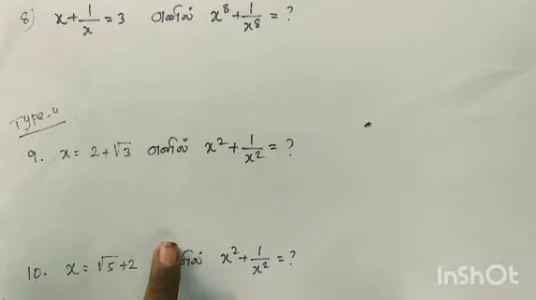 8) x + 1/x = 3 எனில் x⁸ + 1/x⁸ = ?
Type-4
9. x = 2 + √3 எனில் x² + 1/x² = ?
10. x = √5 + 2 x² + 1/x² = ?
InShOt